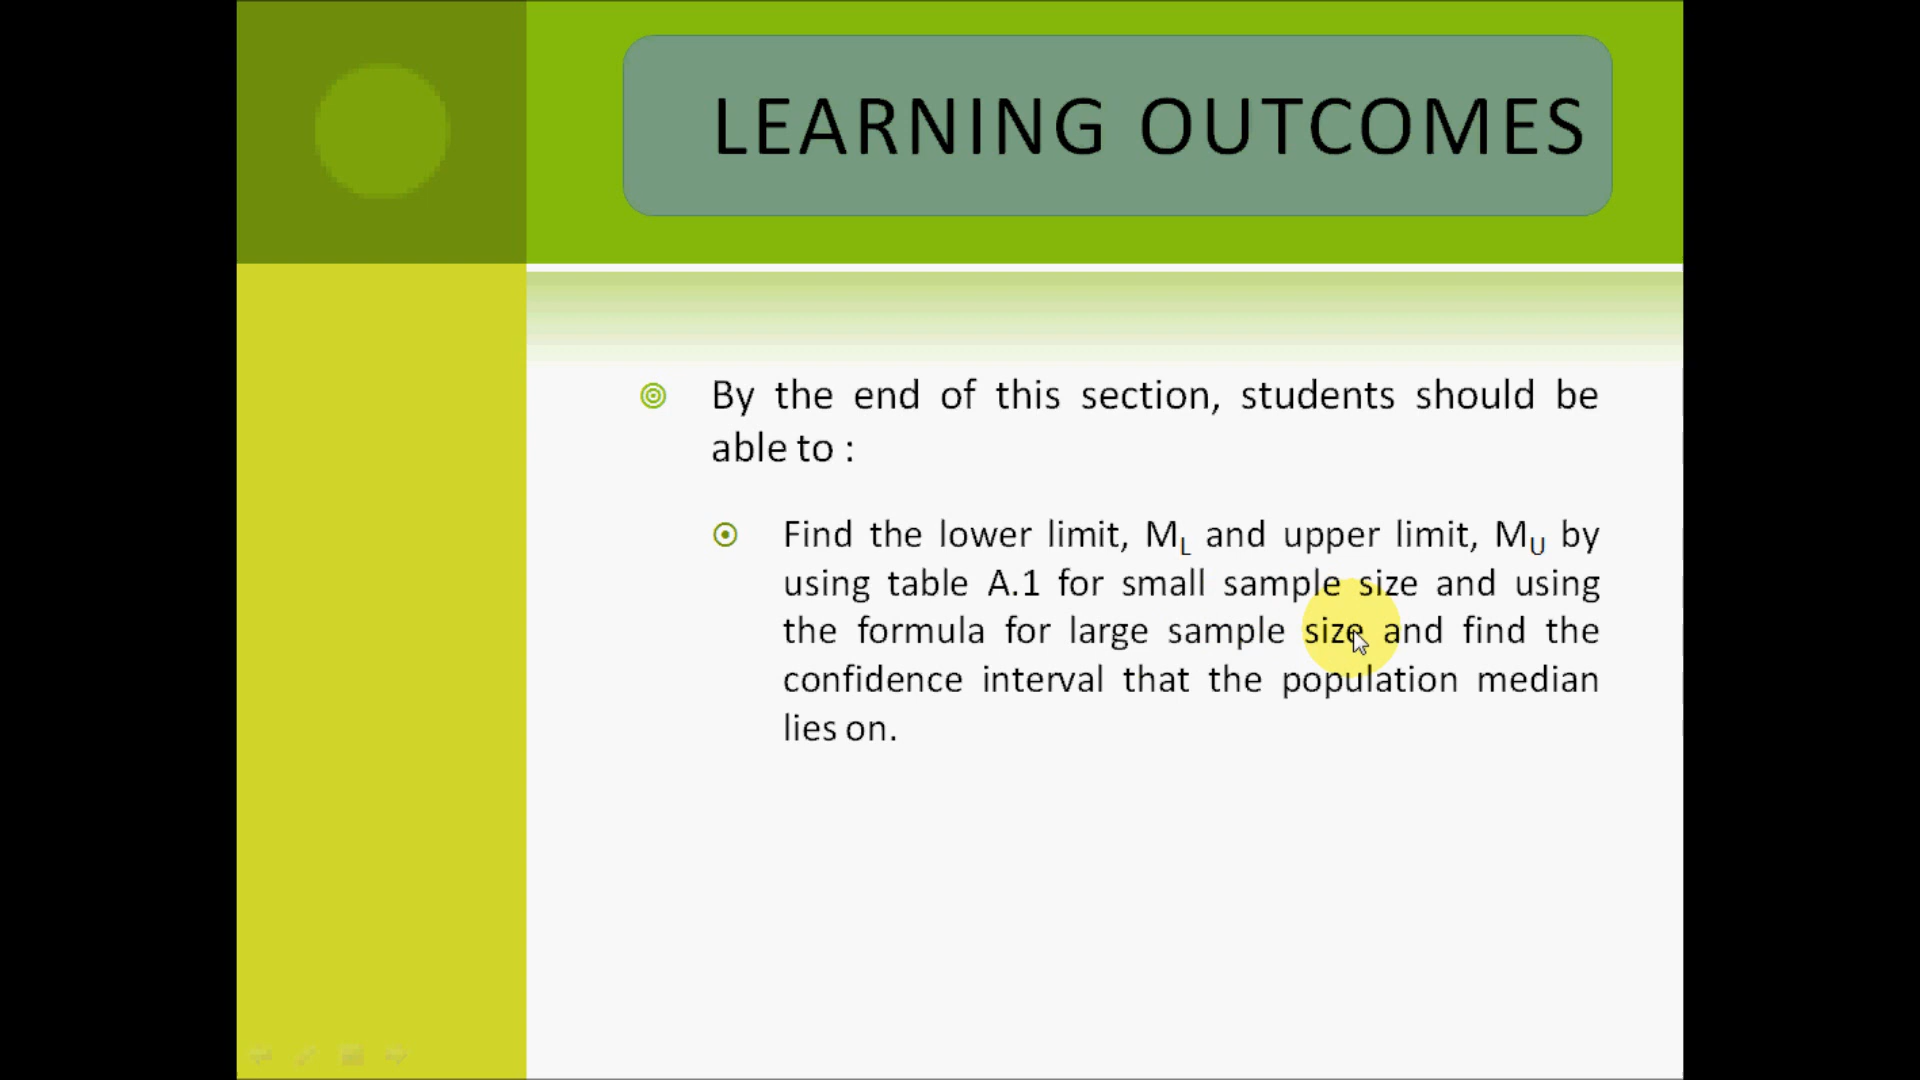 LEARNING OUTCOMES
By the end of this section, students should be
able to :
Find the lower limit, M_L and upper limit, M_U by
using table A.1 for small sample size and using
the formula for large sample size and find the
confidence interval that the population median
lies on.